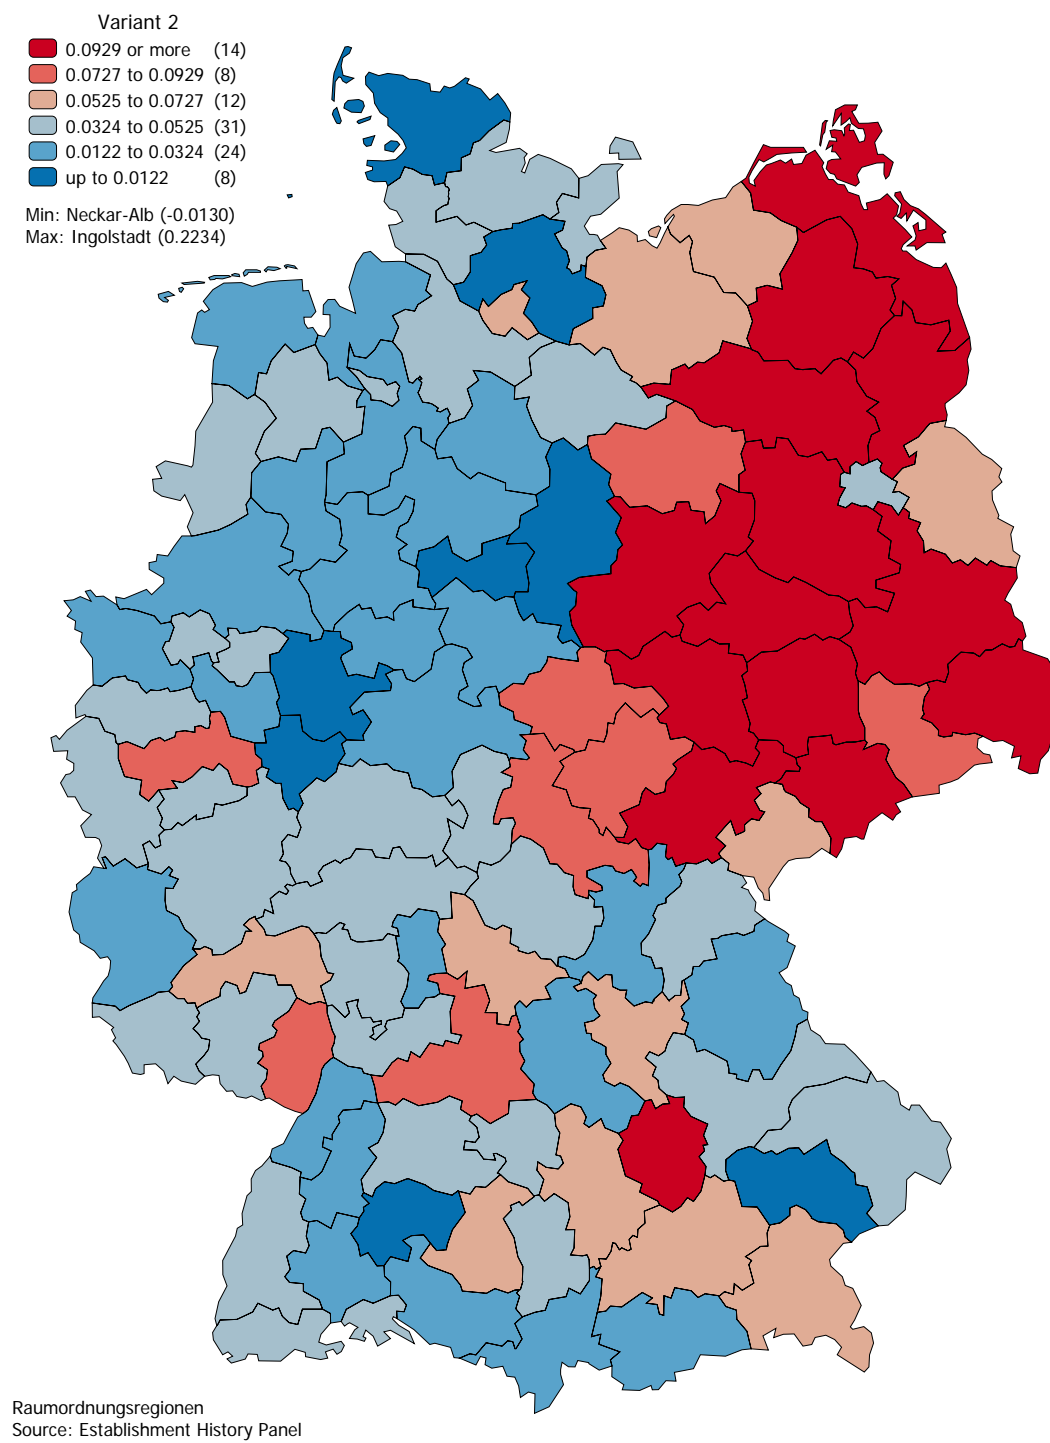 Variant 2
0.0929 or more (14)
0.0727 to 0.0929 (8)
0.0525 to 0.0727 (12)
0.0324 to 0.0525 (31)
0.0122 to 0.0324 (24)
up to 0.0122 (8)
Min: Neckar-Alb (-0.0130)
Max: Ingolstadt (0.2234)
Raumordnungsregionen
Source: Establishment History Panel